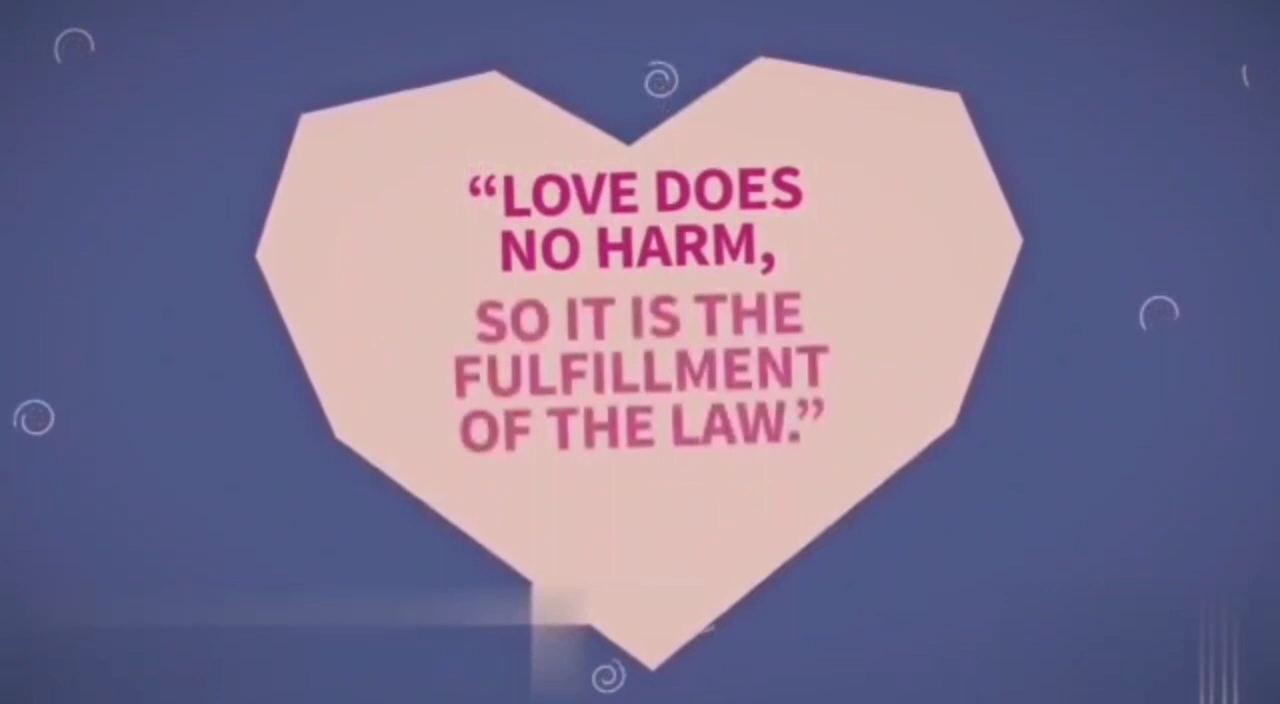 “LOVE DOES
NO HARM,
SO IT IS THE
FULFILLMENT
OF THE LAW.”